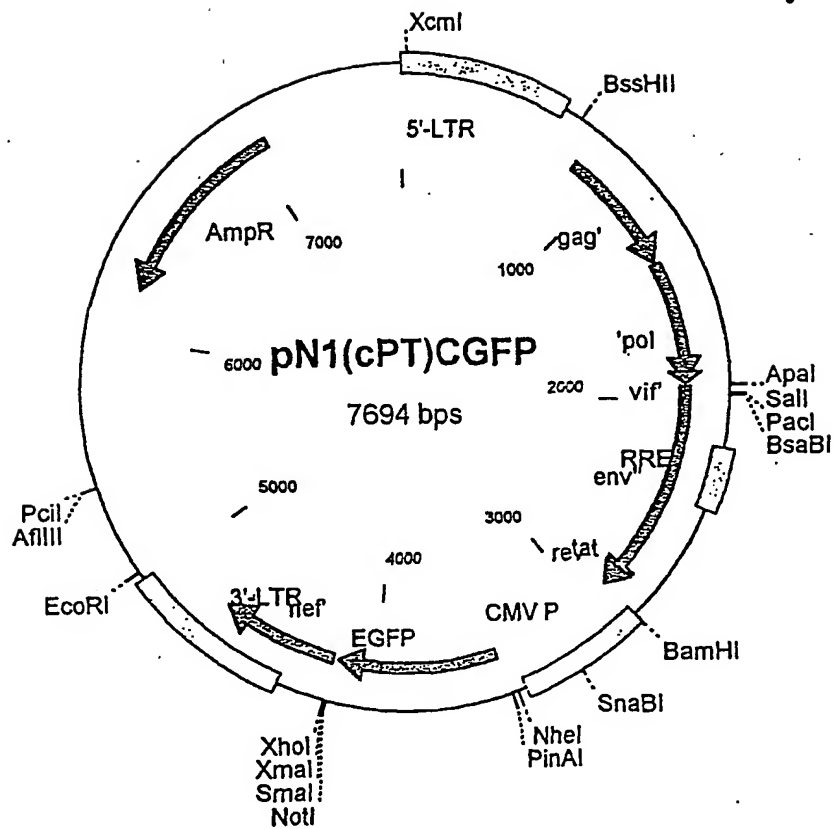 XcmI
BssHII
5'-LTR
AmpR
7000
gag'
1000
'pol
pN1(cPT)CGFP
6000
7694 bps
2000
vif'
ApaI
SalI
PacI
BsaBI
RRE
env'
5000
3000
PciI
AflIII
4000
tat
EcoRI
3'-LTR
nef'
EGFP
CMV P
BamHI
SnaBI
NheI
PinAI
XhoI
XmaI
SmaI
NotI